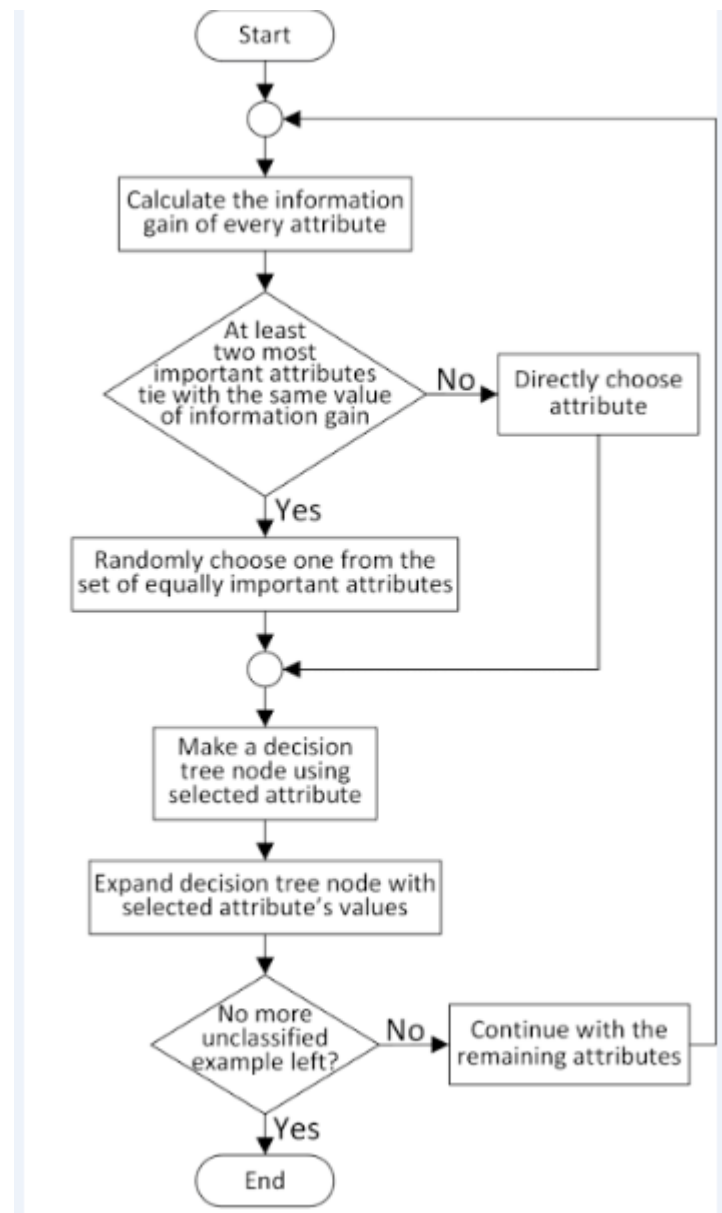 Start
Calculate the information
gain of every attribute
At least
two most
important attributes
tie with the same value
of information gain
No
Directly choose
attribute
Yes
Randomly choose one from the
set of equally important attributes
Make a decision
tree node using
selected attribute
Expand decision tree node with
selected attribute's values
No more
unclassified
example left?
No
Continue with the
remaining attributes
Yes
End